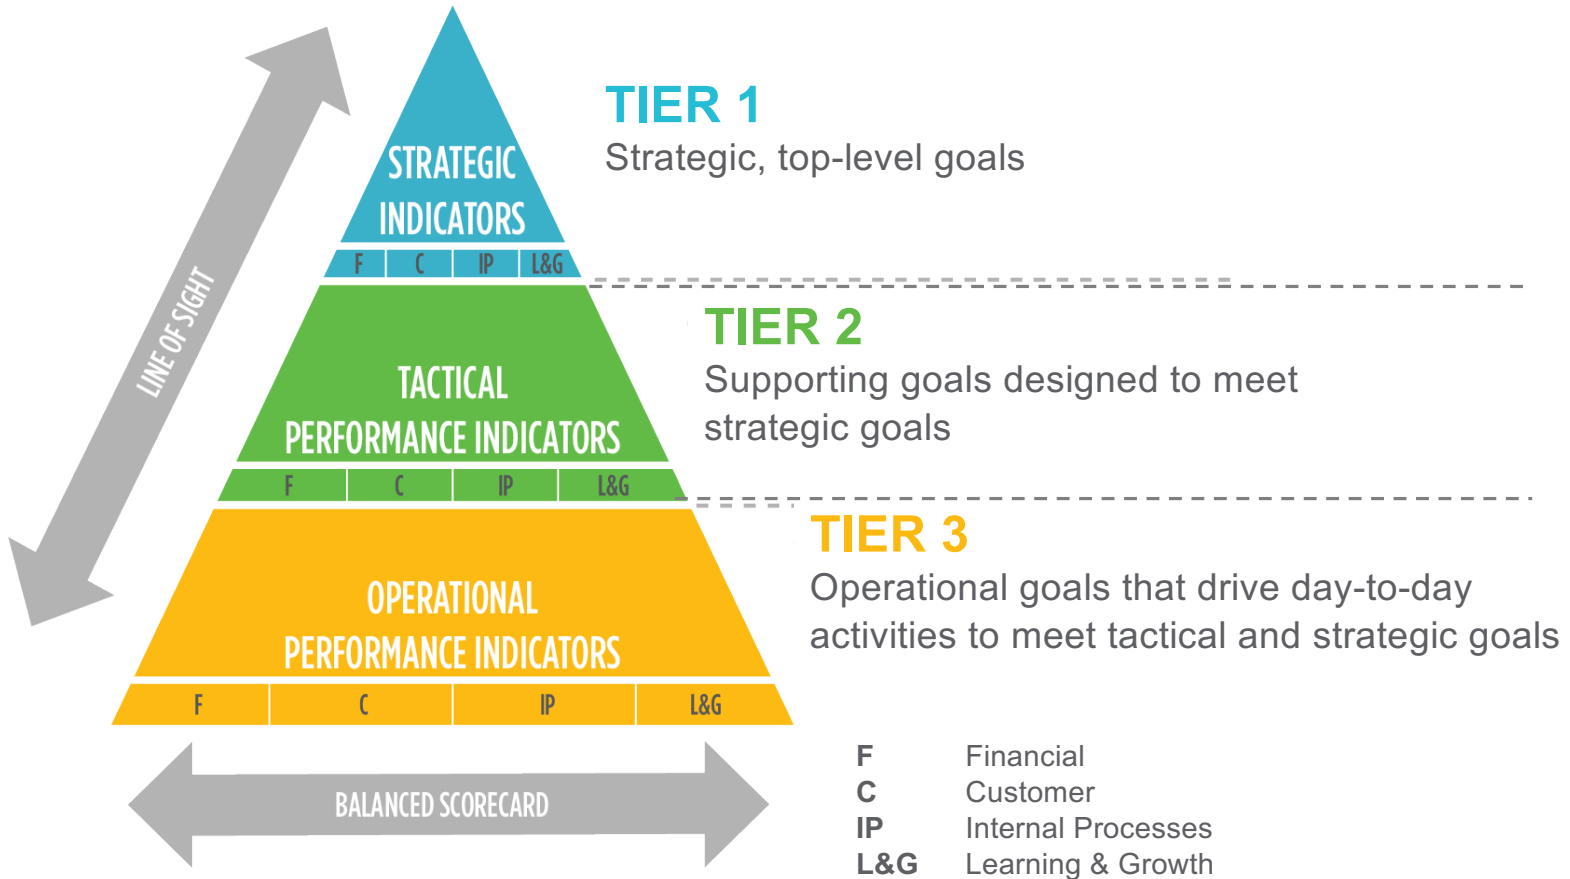 TIER 1
Strategic, top-level goals
STRATEGIC
INDICATORS
F C IP L&G
LINE OF SIGHT
TIER 2
Supporting goals designed to meet
strategic goals
TACTICAL
PERFORMANCE INDICATORS
F C IP L&G
TIER 3
Operational goals that drive day-to-day
activities to meet tactical and strategic goals
OPERATIONAL
PERFORMANCE INDICATORS
F C IP L&G
BALANCED SCORECARD
F Financial
C Customer
IP Internal Processes
L&G Learning & Growth